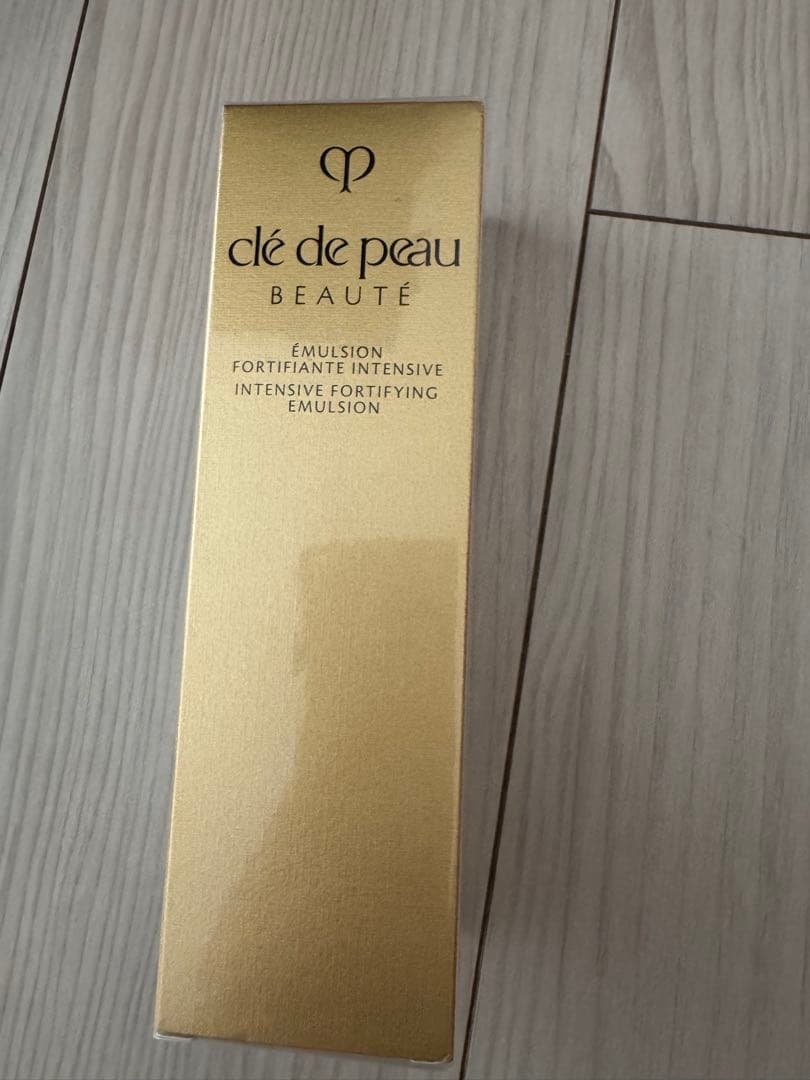 clé de peau
BEAUTÉ
ÉMULSION
FORTIFIANTE INTENSIVE
INTENSIVE FORTIFYING
EMULSION